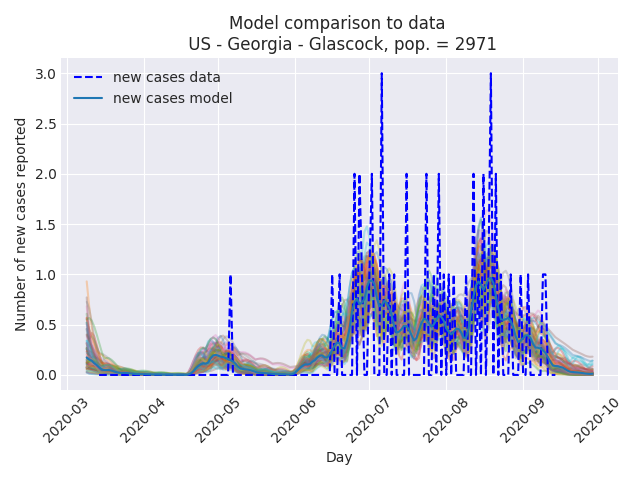 Model comparison to data
US - Georgia - Glascock, pop. = 2971
new cases data
new cases model
Number of new cases reported
3.0
2.5
2.0
1.5
1.0
0.5
0.0
2020-03
2020-04
2020-05
2020-06
2020-07
2020-08
2020-09
2020-10
Day